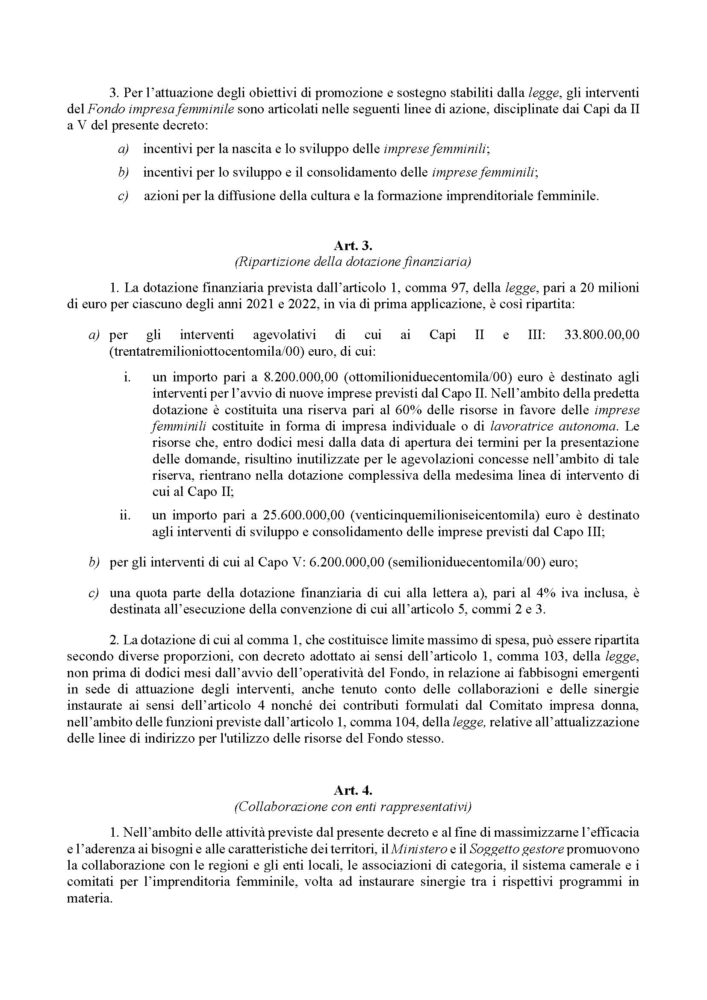 3. Per l’attuazione degli obiettivi di promozione e sostegno stabiliti dalla legge, gli interventi
del Fondo impresa femminile sono articolati nelle seguenti linee di azione, disciplinate dai Capi da II
a V del presente decreto:
a) incentivi per la nascita e lo sviluppo delle imprese femminili;
b) incentivi per lo sviluppo e il consolidamento delle imprese femminili;
c) azioni per la diffusione della cultura e la formazione imprenditoriale femminile.
Art. 3.
(Ripartizione della dotazione finanziaria)
1. La dotazione finanziaria prevista dall’articolo 1, comma 97, della legge, pari a 20 milioni
di euro per ciascuno degli anni 2021 e 2022, in via di prima applicazione, è così ripartita:
a) per gli interventi agevolativi di cui ai Capi II e III: 33.800.00,00
(trentatremilioniottocentomila/00) euro, di cui:
i. un importo pari a 8.200.000,00 (ottomilioniduecentomila/00) euro è destinato agli
interventi per l’avvio di nuove imprese previsti dal Capo II. Nell’ambito della predetta
dotazione è costituita una riserva pari al 60% delle risorse in favore delle imprese
femminili costituite in forma di impresa individuale o di lavoratrice autonoma. Le
risorse che, entro dodici mesi dalla data di apertura dei termini per la presentazione
delle domande, risultino inutilizzate per le agevolazioni concesse nell’ambito di tale
riserva, rientrano nella dotazione complessiva della medesima linea di intervento di
cui al Capo II;
ii. un importo pari a 25.600.000,00 (venticinquemilioniseicentomila) euro è destinato
agli interventi di sviluppo e consolidamento delle imprese previsti dal Capo III;
b) per gli interventi di cui al Capo V: 6.200.000,00 (semilioniduecentomila/00) euro;
c) una quota parte della dotazione finanziaria di cui alla lettera a), pari al 4% iva inclusa, è
destinata all’esecuzione della convenzione di cui all’articolo 5, commi 2 e 3.
2. La dotazione di cui al comma 1, che costituisce limite massimo di spesa, può essere ripartita
secondo diverse proporzioni, con decreto adottato ai sensi dell’articolo 1, comma 103, della legge,
non prima di dodici mesi dall’avvio dell’operatività del Fondo, in relazione ai fabbisogni emergenti
in sede di attuazione degli interventi, anche tenuto conto delle collaborazioni e delle sinergie
instaurate ai sensi dell’articolo 4 nonché dei contributi formulati dal Comitato impresa donna,
nell’ambito delle funzioni previste dall’articolo 1, comma 104, della legge, relative all’attualizzazione
delle linee di indirizzo per l'utilizzo delle risorse del Fondo stesso.
Art. 4.
(Collaborazione con enti rappresentativi)
1. Nell’ambito delle attività previste dal presente decreto e al fine di massimizzarne l’efficacia
e l’aderenza ai bisogni e alle caratteristiche dei territori, il Ministero e il Soggetto gestore promuovono
la collaborazione con le regioni e gli enti locali, le associazioni di categoria, il sistema camerale e i
comitati per l’imprenditoria femminile, volta ad instaurare sinergie tra i rispettivi programmi in
materia.